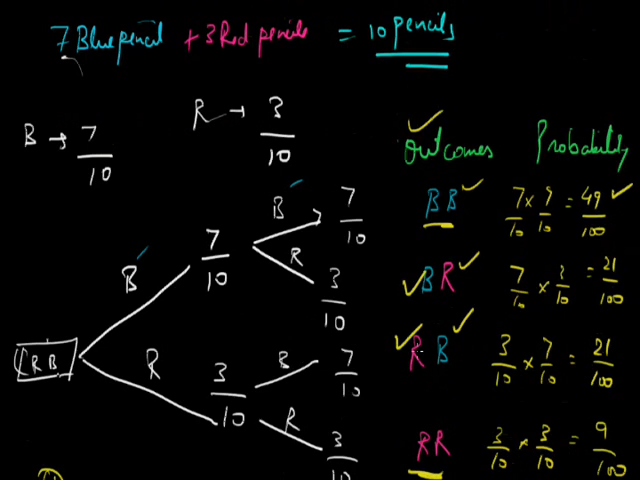 7 Blue pencil + 3 Red pencils = 10 pencils
B → 7/10
R → 3/10
Outcomes Probability
B 7/10 B 7/10 BB 7/10 × 7/10 = 49/100
R 3/10 BR 7/10 × 3/10 = 21/100
R 3/10 B 7/10 RB 3/10 × 7/10 = 21/100
R 3/10 RR 3/10 × 3/10 = 9/100
RB